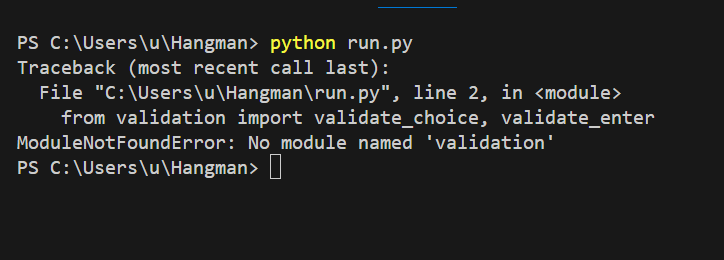 PS C:\Users\u\Hangman> python run.py
Traceback (most recent call last):
  File "C:\Users\u\Hangman\run.py", line 2, in <module>
    from validation import validate_choice, validate_enter
ModuleNotFoundError: No module named 'validation'
PS C:\Users\u\Hangman>